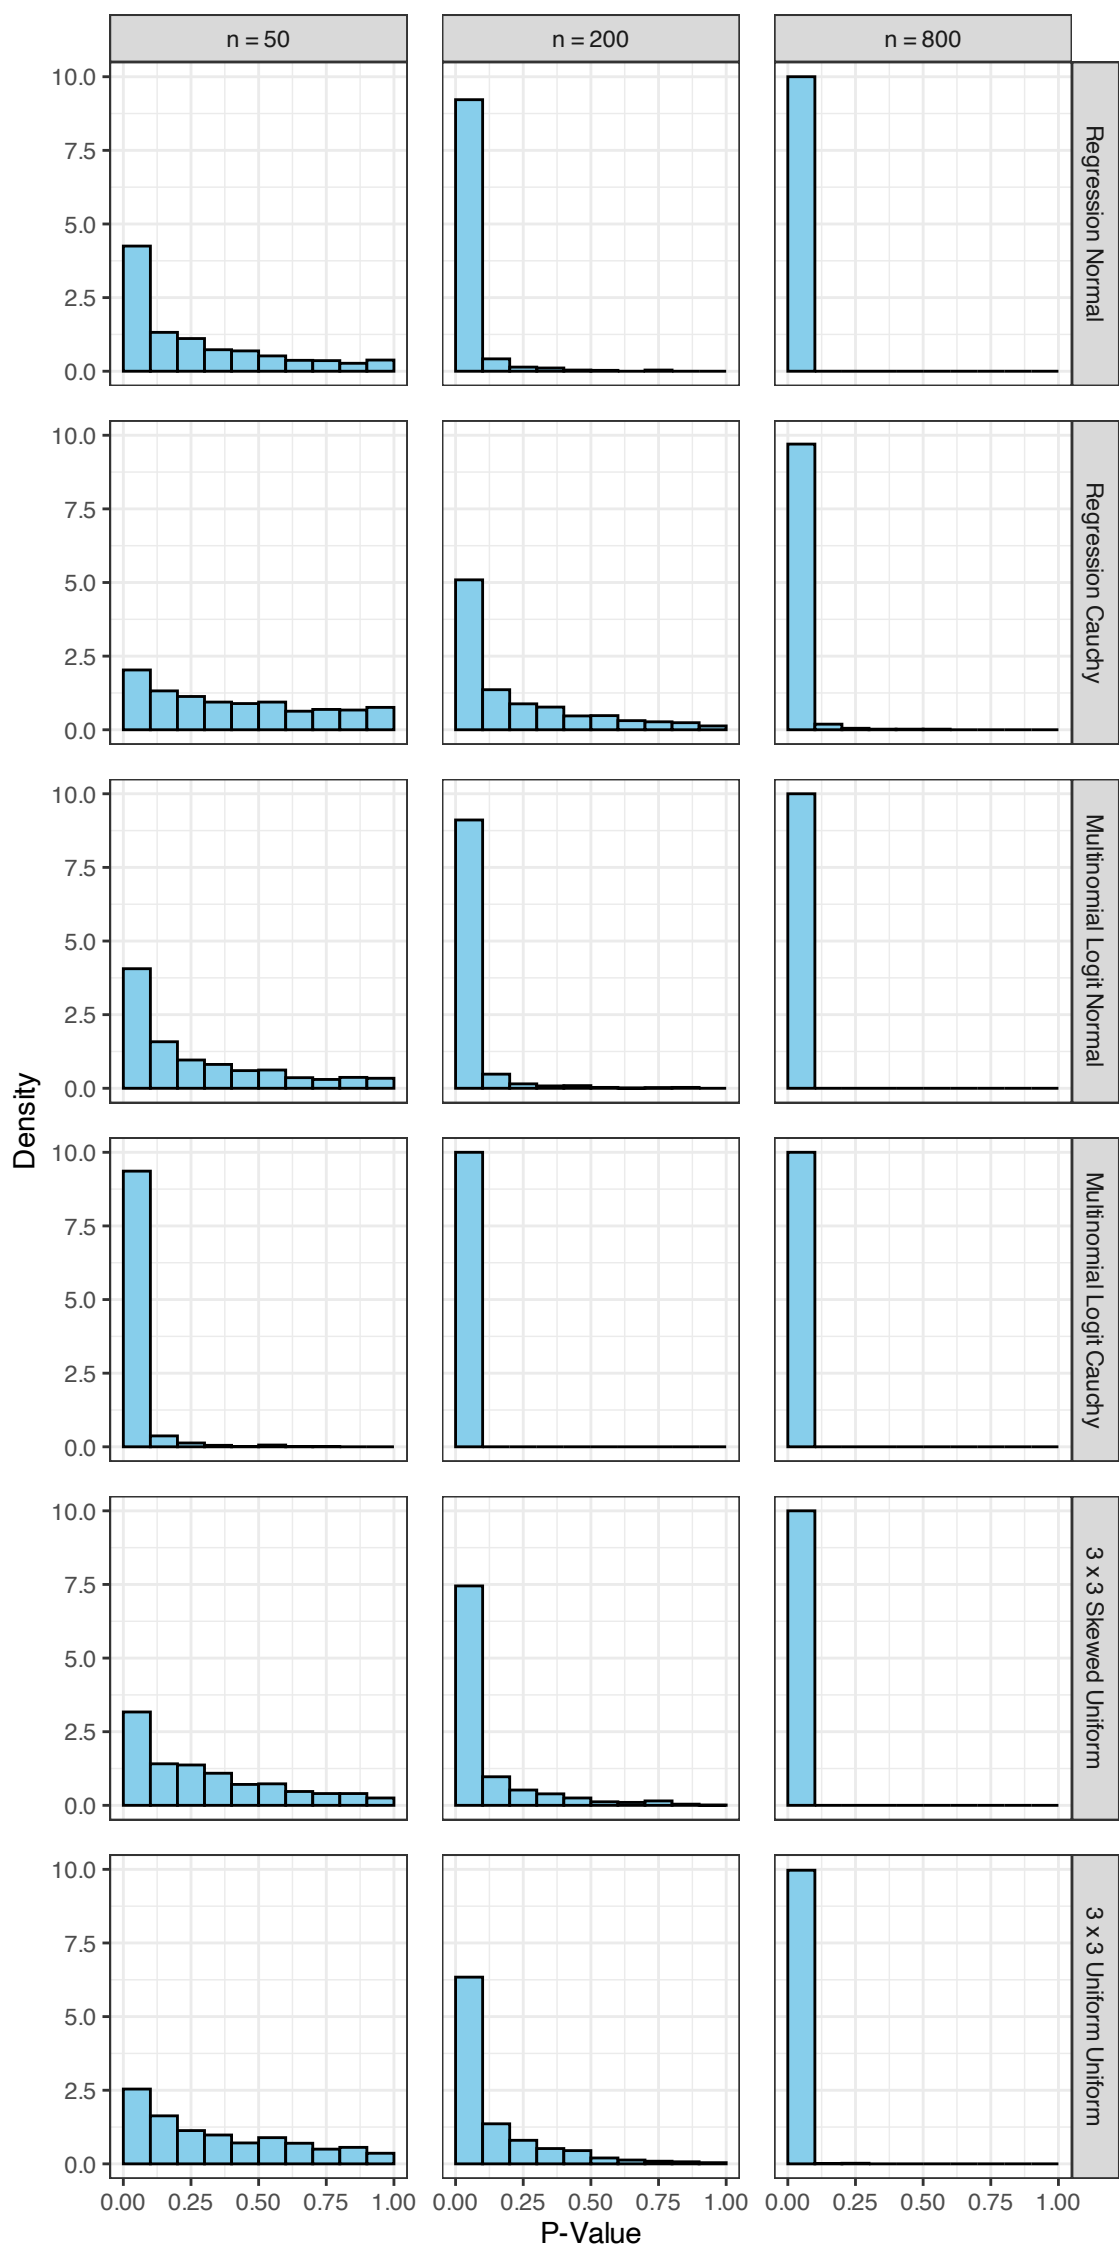 n = 50
n = 200
n = 800
10.0
7.5
5.0
2.5
0.0
Regression Normal
10.0
7.5
5.0
2.5
0.0
Regression Cauchy
10.0
7.5
5.0
2.5
0.0
Multinomial Logit Normal
Density
10.0
7.5
5.0
2.5
0.0
Multinomial Logit Cauchy
10.0
7.5
5.0
2.5
0.0
3 x 3 Skewed Uniform
10.0
7.5
5.0
2.5
0.0
3 x 3 Uniform Uniform
0.00 0.25 0.50 0.75 1.00
0.00 0.25 0.50 0.75 1.00
0.00 0.25 0.50 0.75 1.00
P-Value